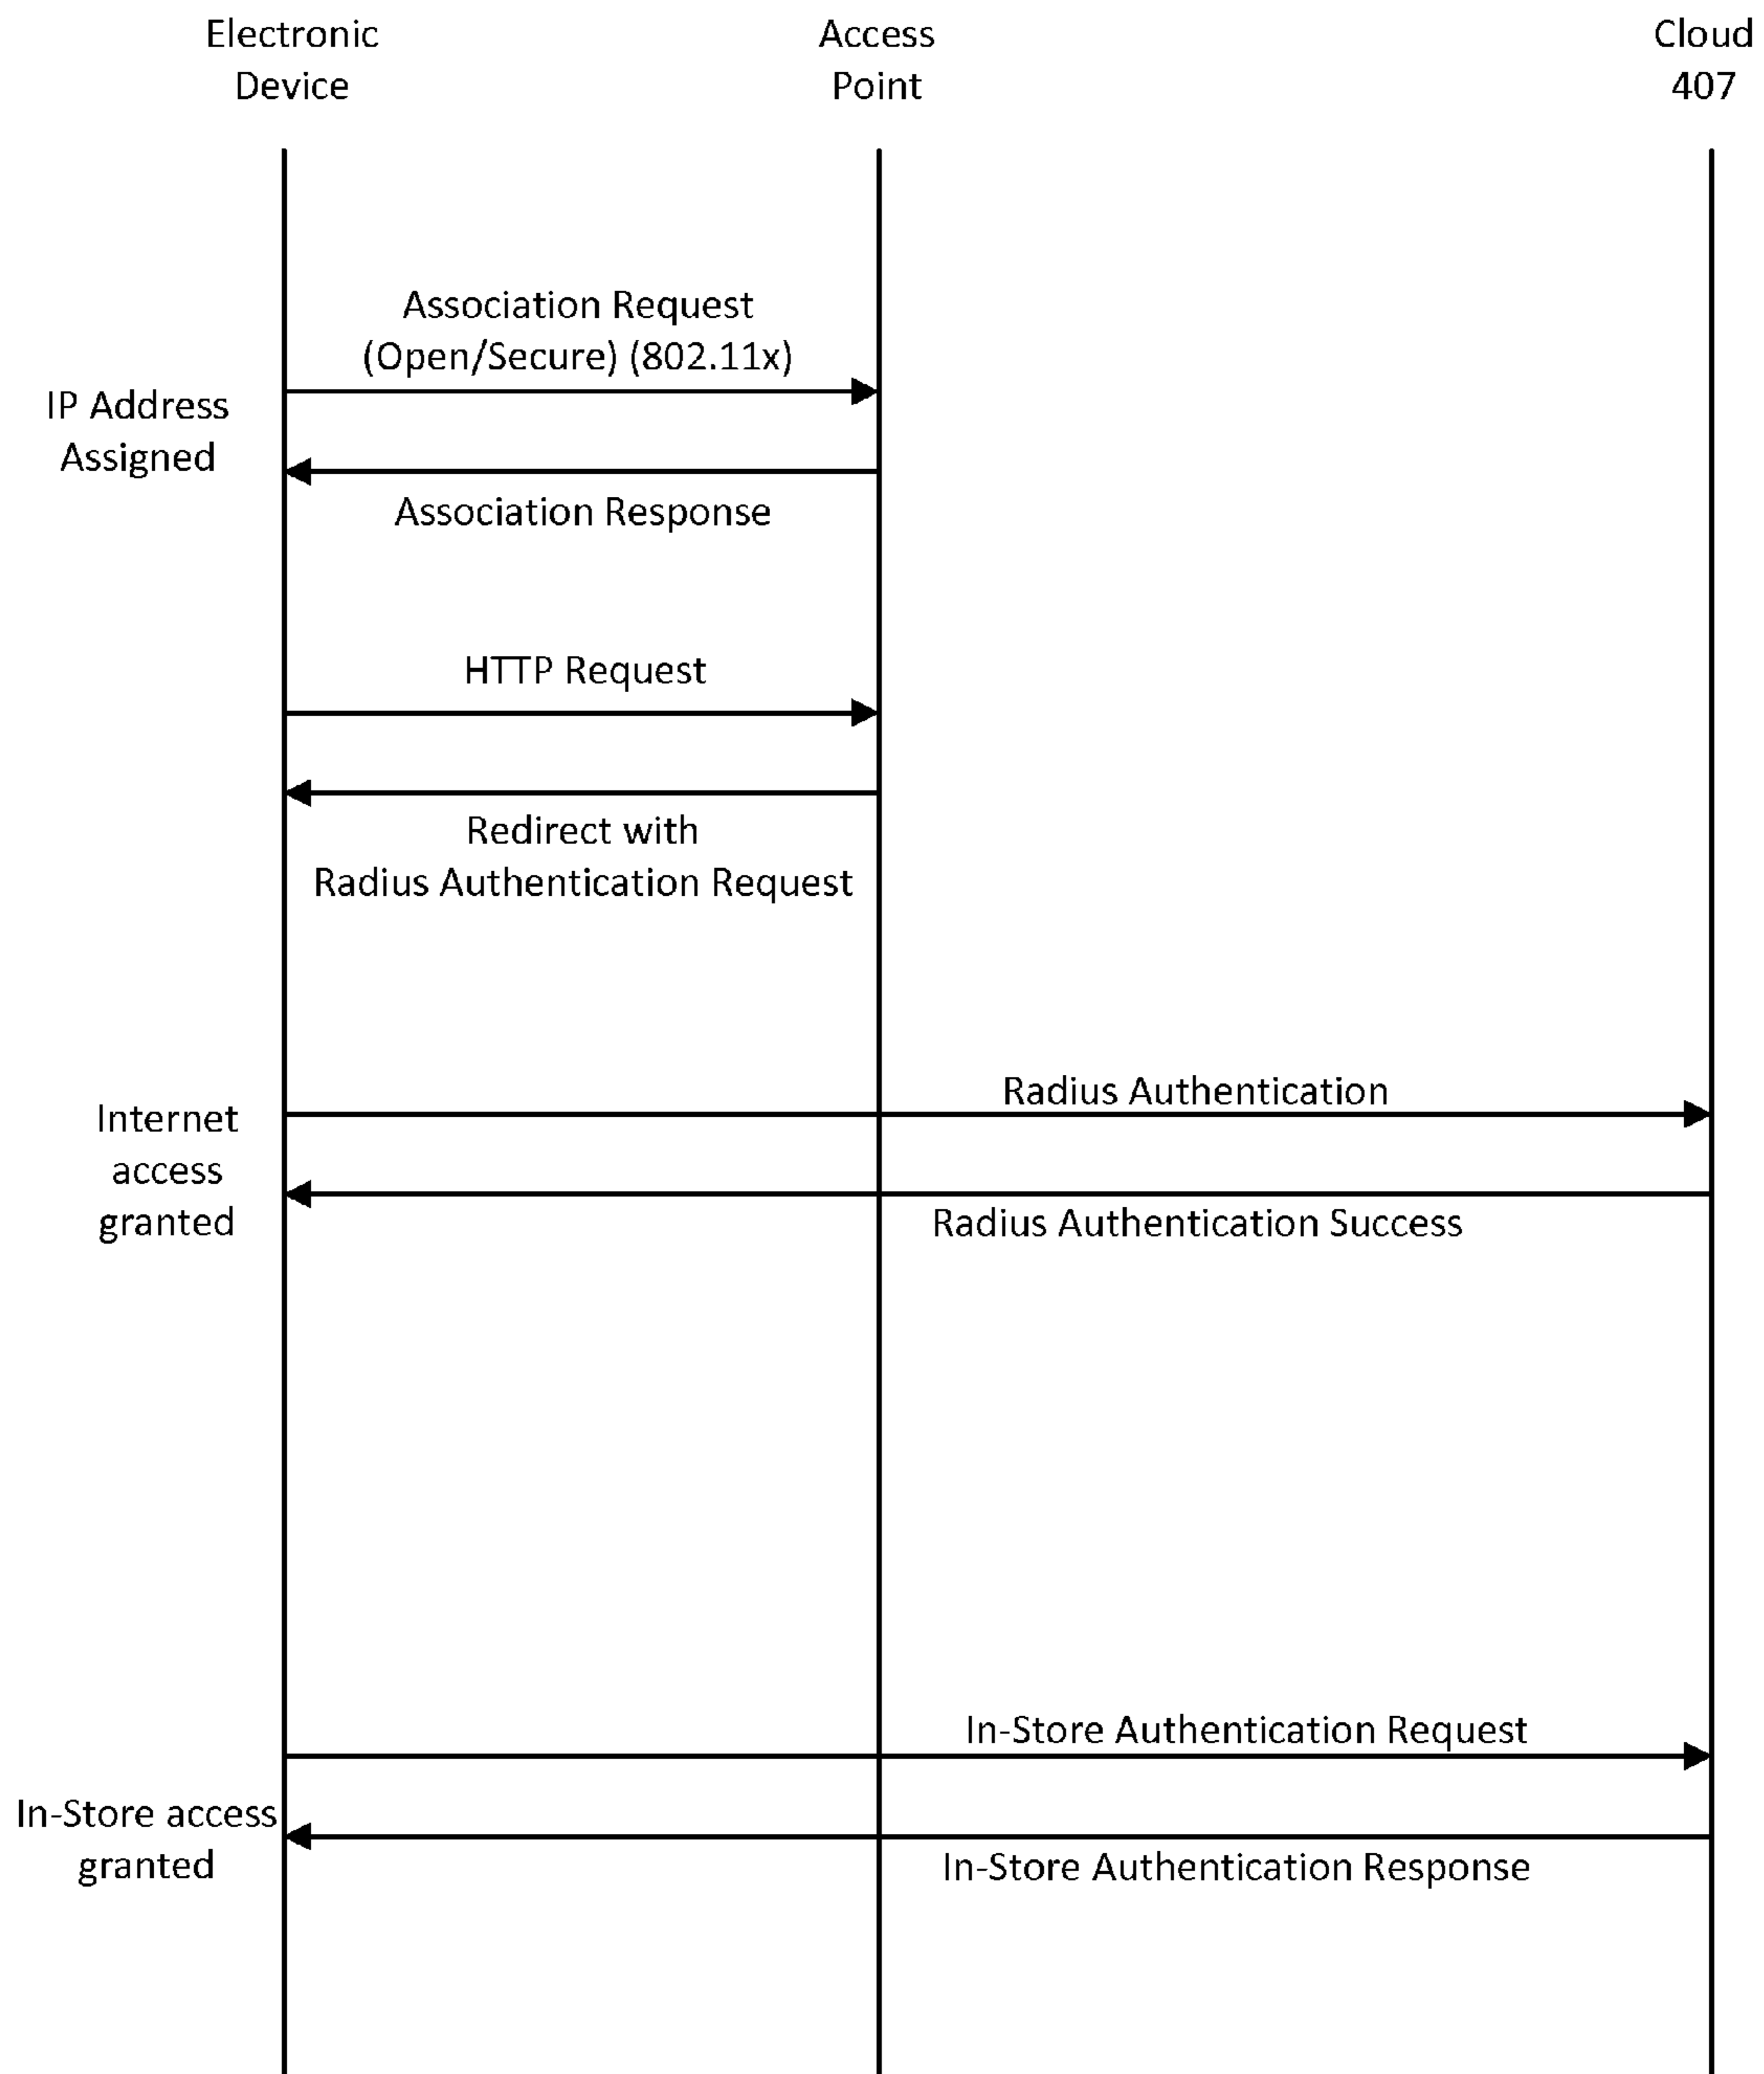 Electronic
Device
Access
Point
Cloud
407
Association Request
(Open/Secure) (802.11x)
IP Address
Assigned
Association Response
HTTP Request
Redirect with
Radius Authentication Request
Radius Authentication
Internet
access
granted
Radius Authentication Success
In-Store Authentication Request
In-Store access
granted
In-Store Authentication Response